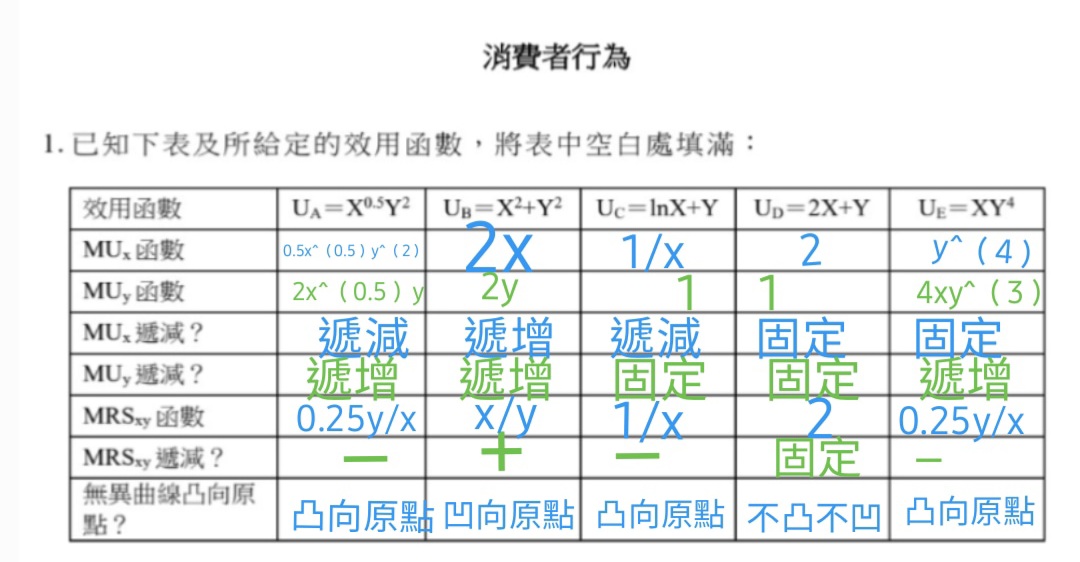 消費者行為
1. 已知下表及所給定的效用函數，將表中空白處填滿：
效用函數 U_A＝X^0.5Y^2 U_B＝X^2+Y^2 U_C＝lnX+Y U_D＝2X+Y U_E＝XY^4
MU_x 函數 0.5x^（0.5）y^（2） 2x 1/x 2 y^（4）
MU_y 函數 2x^（0.5）y 2y 1 1 4xy^（3）
MU_x 遞減？ 遞減 遞增 遞減 固定 固定
MU_y 遞減？ 遞增 遞增 固定 固定 遞增
MRS_xy 函數 0.25y/x x/y 1/x 2 0.25y/x
MRS_xy 遞減？ － + － 固定 －
無異曲線凸向原
點？ 凸向原點 凹向原點 凸向原點 不凸不凹 凸向原點